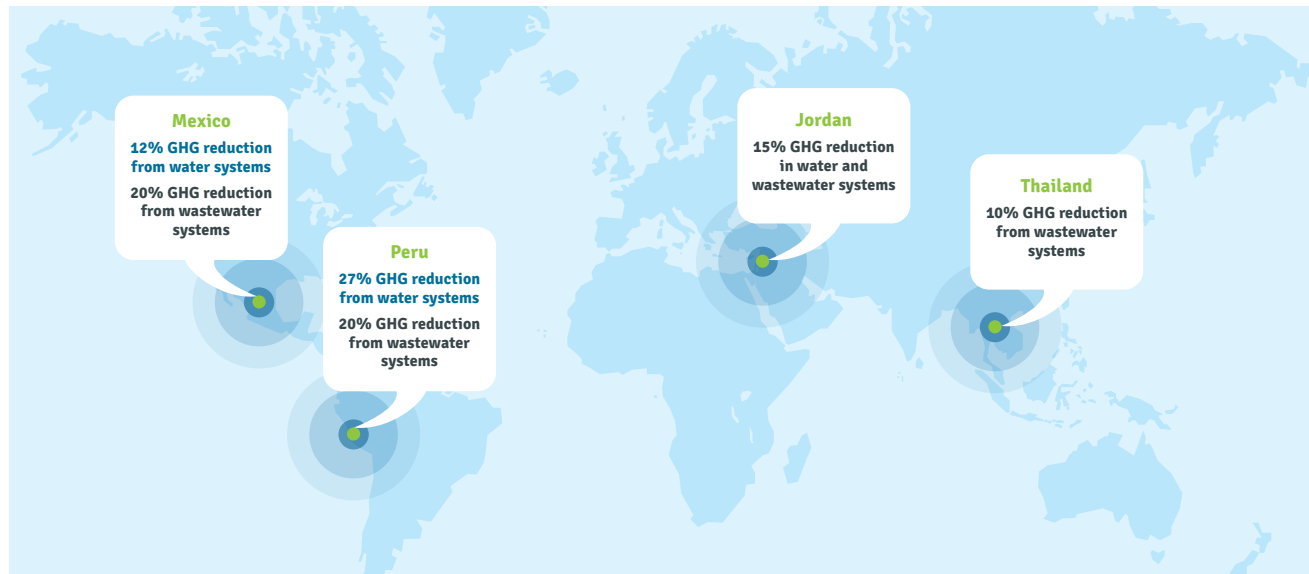 Mexico
12% GHG reduction
from water systems
20% GHG reduction
from wastewater
systems
Peru
27% GHG reduction
from water systems
20% GHG reduction
from wastewater
systems
Jordan
15% GHG reduction
in water and
wastewater systems
Thailand
10% GHG reduction
from wastewater
systems